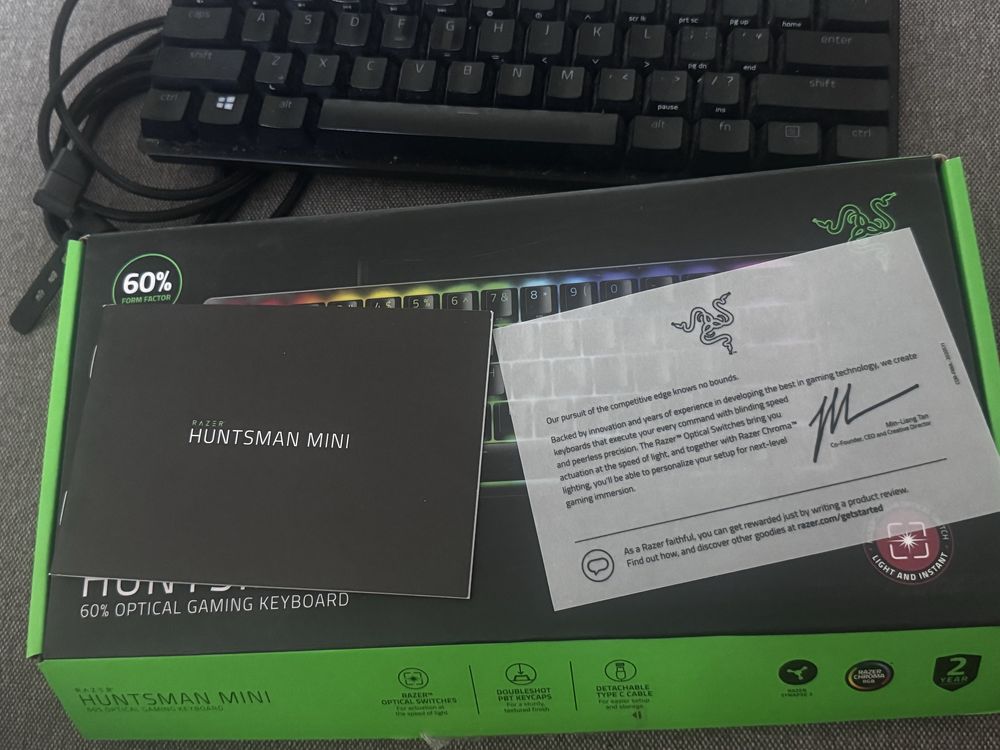 caps A S D F G H J K L ; : ' " enter
scr lk prt sc pg up home
shift Z X C V B N M , < . > / ? shift
pg dn end
ctrl alt pause ins alt fn ctrl
60%
FORM FACTOR
4 $ 5 % 6 ^ 7 & 8 * 9 ( 0
RAZER
HUNTSMAN MINI
Our pursuit of the competitive edge knows no bounds.
Backed by innovation and years of experience in developing the best in gaming technology, we create
keyboards that execute your every command with blinding speed
and peerless precision. The Razer™ Optical Switches bring you
actuation at the speed of light, and together with Razer Chroma™
lighting, you'll be able to personalize your setup for next-level
gaming immersion.
Min-Liang Tan
Co-Founder, CEO and Creative Director
As a Razer faithful, you can get rewarded just by writing a product review.
Find out how, and discover other goodies at razer.com/getstarted
LIGHT AND INSTANT
60% OPTICAL GAMING KEYBOARD
RAZER
HUNTSMAN MINI
60% OPTICAL GAMING KEYBOARD
RAZER™
OPTICAL SWITCHES
For actuation at
the speed of light
DOUBLESHOT
PBT KEYCAPS
For a sturdy,
textured finish
DETACHABLE
TYPE C CABLE
For easier setup
and storage
RAZER
SYNAPSE 3
RAZER
CHROMA
RGB
2
YEAR